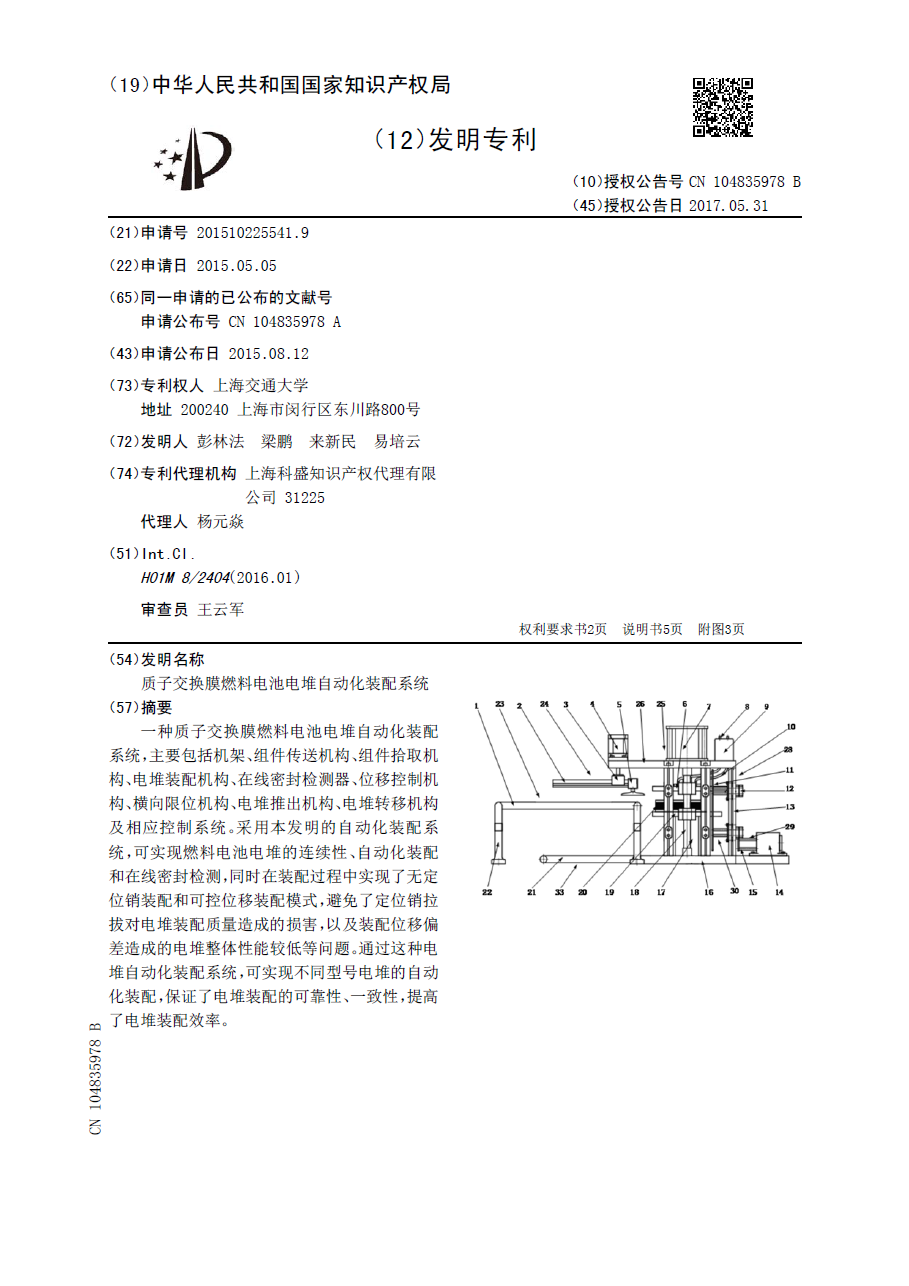 (19)中华人民共和国国家知识产权局
(12)发明专利
(10)授权公告号 CN 104835978 B
(45)授权公告日 2017.05.31
(21)申请号 201510225541.9
(22)申请日 2015.05.05
(65)同一申请的已公布的文献号
申请公布号 CN 104835978 A
(43)申请公布日 2015.08.12
(73)专利权人 上海交通大学
地址 200240 上海市闵行区东川路800号
(72)发明人 彭林法 梁鹏 来新民 易培云
(74)专利代理机构 上海科盛知识产权代理有限
公司 31225
代理人 杨元焱
(51)Int.Cl.
H01M 8/2404(2016.01)
审查员 王云军
权利要求书2页 说明书5页 附图3页
(54)发明名称
质子交换膜燃料电池电堆自动化装配系统
(57)摘要
一种质子交换膜燃料电池电堆自动化装配
系统,主要包括机架、组件传送机构、组件拾取机
构、电堆装配机构、在线密封检测器、位移控制机
构、横向限位机构、电堆推出机构、电堆转移机构
及相应控制系统。采用本发明的自动化装配系
统,可实现燃料电池电堆的连续性、自动化装配
和在线密封检测,同时在装配过程中实现了无定
位销装配和可控位移装配模式,避免了定位销拉
拔对电堆装配质量造成的损害,以及装配位移偏
差造成的电堆整体性能较低等问题。通过这种电
堆自动化装配系统,可实现不同型号电堆的自动
化装配,保证了电堆装配的可靠性、一致性,提高
了电堆装配效率。
1 23 2 24 3 4 5 26 25 6 7 8 9
10
28
11
12
13
29
22 21 33 20 19 18 17 16 30 15 14
CN 104835978 B